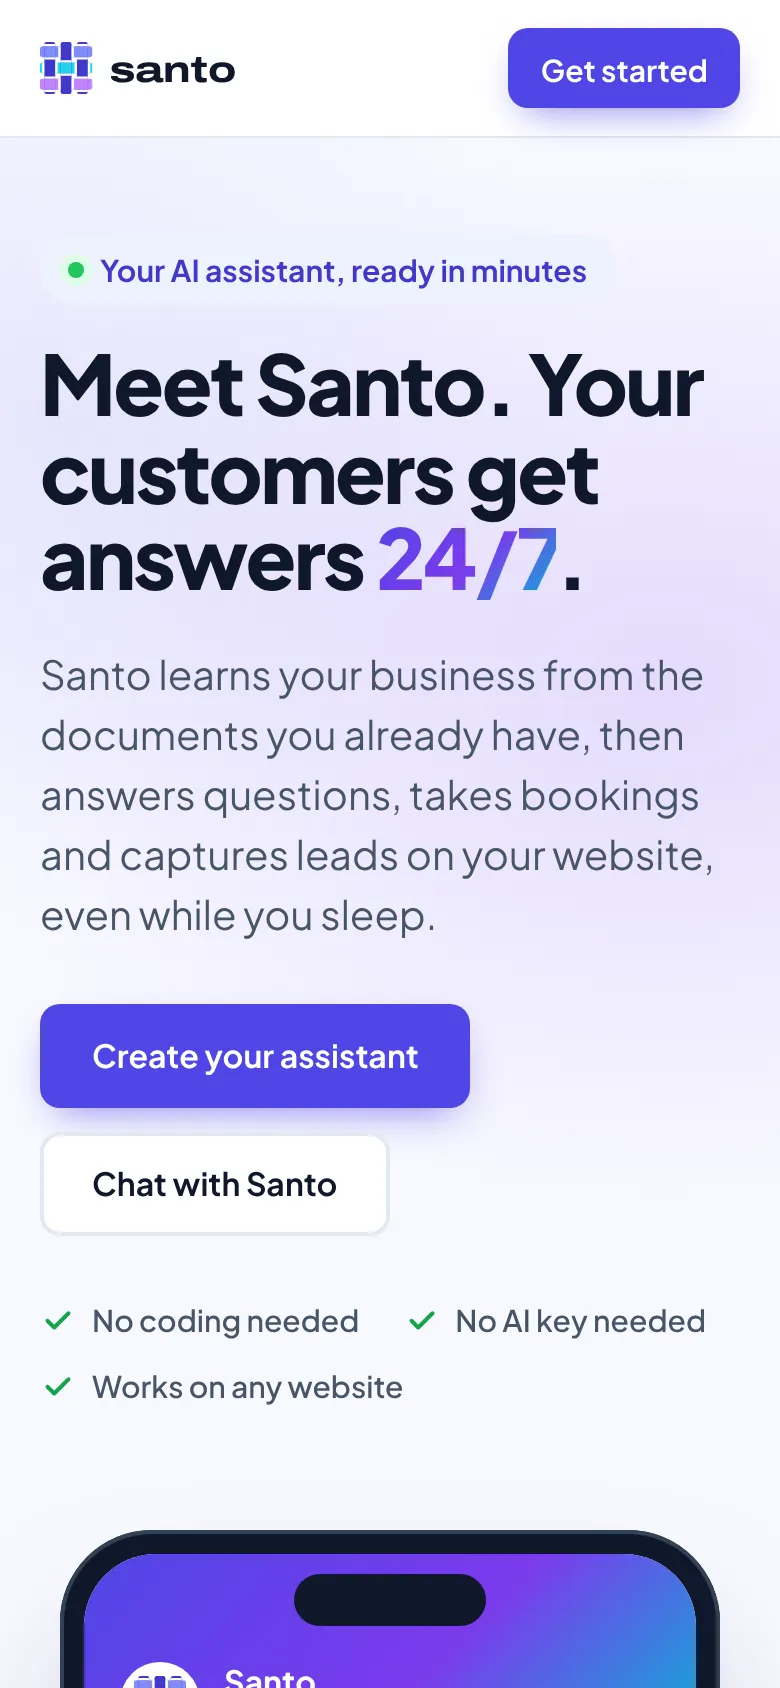 santo
Get started
Your AI assistant, ready in minutes
Meet Santo. Your
customers get
answers 24/7.
Santo learns your business from the
documents you already have, then
answers questions, takes bookings
and captures leads on your website,
even while you sleep.
Create your assistant
Chat with Santo
No coding needed
No AI key needed
Works on any website
Santo